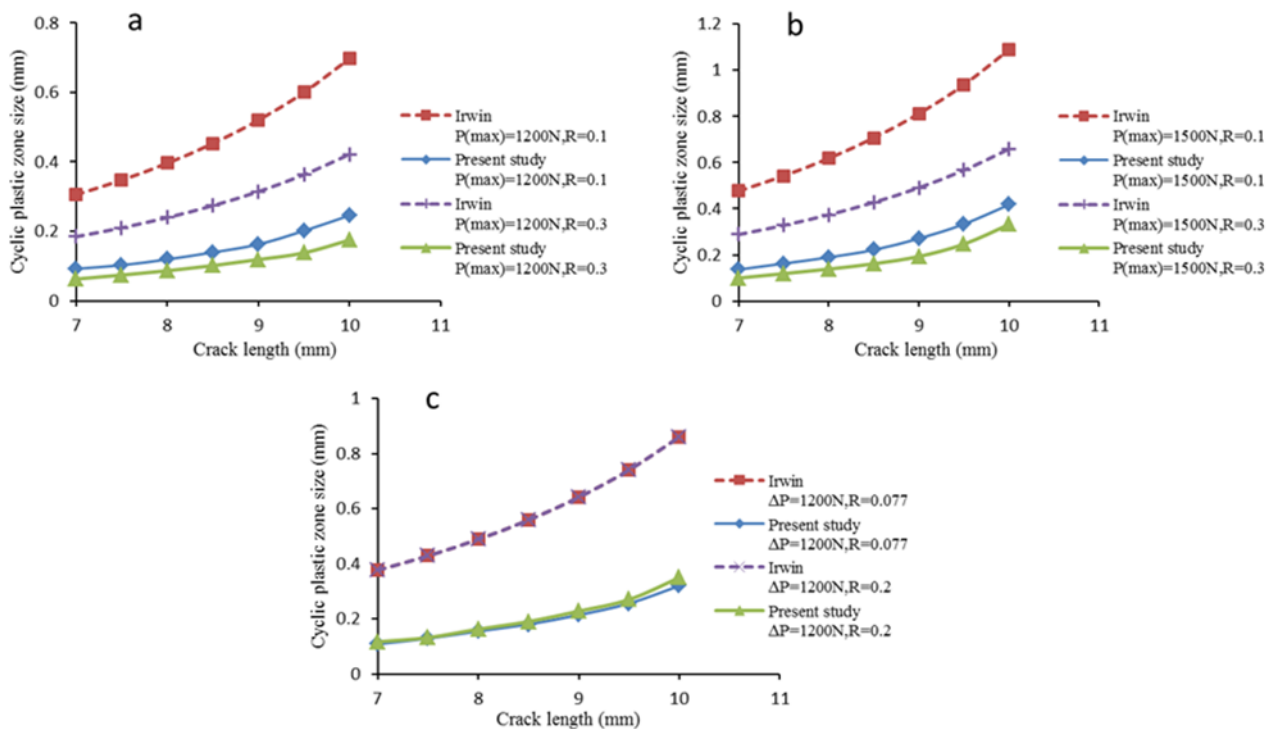 a
Cyclic plastic zone size (mm)
0.8
0.6
0.4
0.2
0
7
8
9
10
11
Crack length (mm)
Irwin
P(max)=1200N,R=0.1
Present study
P(max)=1200N,R=0.1
Irwin
P(max)=1200N,R=0.3
Present study
P(max)=1200N,R=0.3
b
Cyclic plastic zone size (mm)
1.2
1
0.8
0.6
0.4
0.2
0
7
8
9
10
11
Crack length (mm)
Irwin
P(max)=1500N,R=0.1
Present study
P(max)=1500N,R=0.1
Irwin
P(max)=1500N,R=0.3
Present study
P(max)=1500N,R=0.3
c
Cyclic plastic zone size (mm)
1
0.8
0.6
0.4
0.2
0
7
8
9
10
11
Crack length (mm)
Irwin
ΔP=1200N,R=0.077
Present study
ΔP=1200N,R=0.077
Irwin
ΔP=1200N,R=0.2
Present study
ΔP=1200N,R=0.2